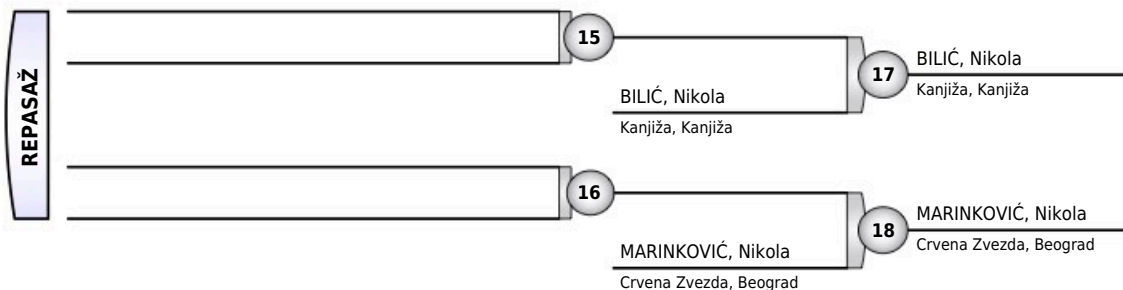 REPASAŽ
15
BILIĆ, Nikola
Kanjiža, Kanjiža
17
BILIĆ, Nikola
Kanjiža, Kanjiža
16
MARINKOVIĆ, Nikola
Crvena Zvezda, Beograd
18
MARINKOVIĆ, Nikola
Crvena Zvezda, Beograd